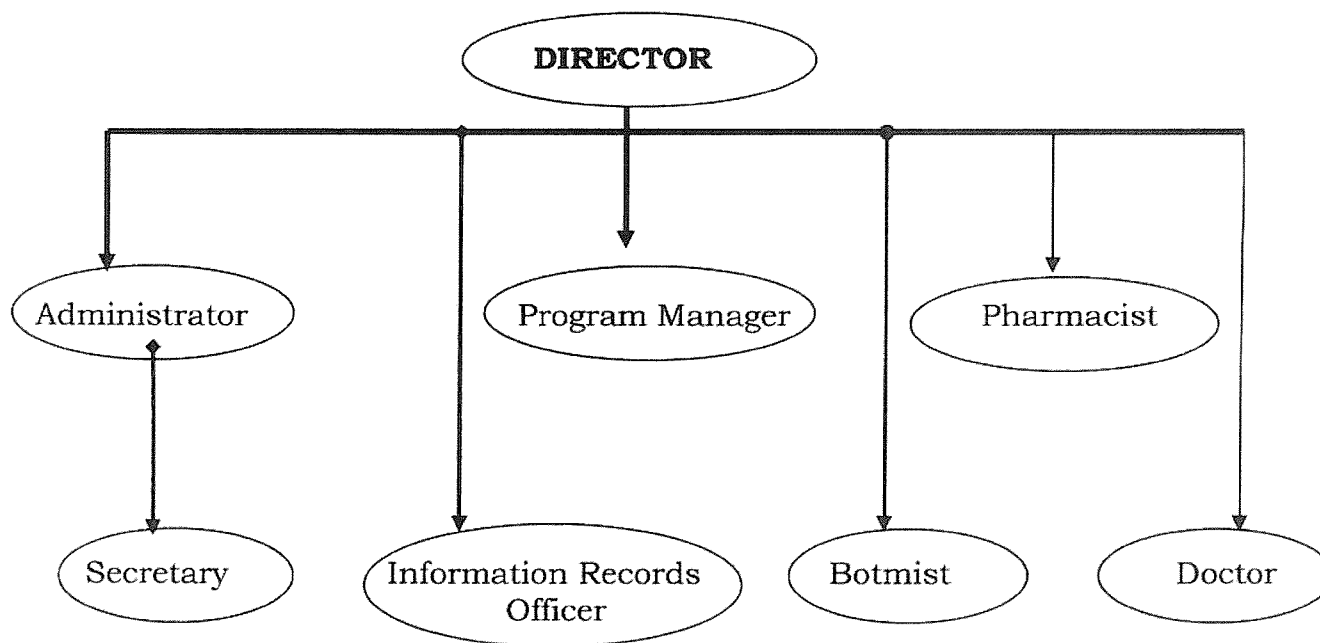 DIRECTOR
Administrator
Program Manager
Pharmacist
Secretary
Information Records
Officer
Botmist
Doctor